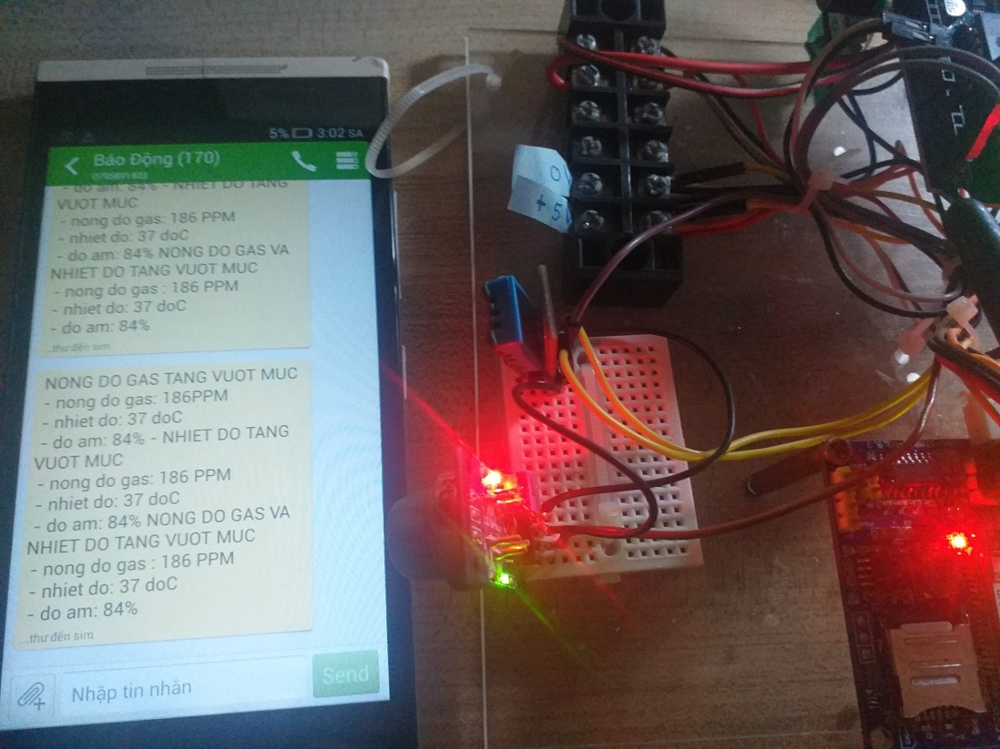 5% 3:02 SA
Báo Động (170)
- do am: 84% - NHIET DO TANG
VUOT MUC
- nong do gas: 186 PPM
- nhiet do: 37 doC
- do am: 84% NONG DO GAS VA
NHIET DO TANG VUOT MUC
- nong do gas : 186 PPM
- nhiet do: 37 doC
- do am: 84%
...thư đến sim
NONG DO GAS TANG VUOT MUC
- nong do gas: 186PPM
- nhiet do: 37 doC
- do am: 84% - NHIET DO TANG
VUOT MUC
- nong do gas: 186 PPM
- nhiet do: 37 doC
- do am: 84% NONG DO GAS VA
NHIET DO TANG VUOT MUC
- nong do gas : 186 PPM
- nhiet do: 37 doC
- do am: 84%
...thư đến sim
Nhập tin nhắn
Send
+5